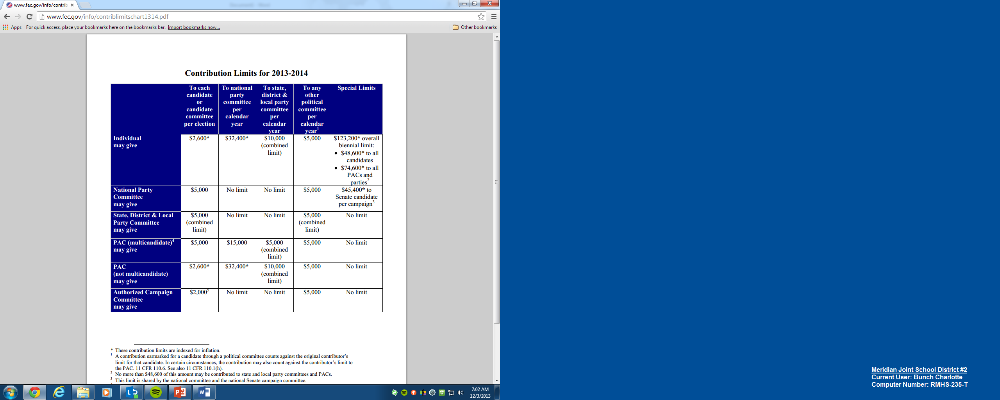 www.fec.gov/info/contrib
www.fec.gov/info/contriblimitschart1314.pdf
Apps For quick access, place your bookmarks here on the bookmarks bar. Import bookmarks now... Other bookmarks
Contribution Limits for 2013-2014
To each
candidate
or
candidate
committee
per election
To national
party
committee
per
calendar
year
To state,
district &
local party
committee
per
calendar
year
To any
other
political
committee
per
calendar
year1
Special Limits
Individual
may give
$2,600*
$32,400*
$10,000
(combined
limit)
$5,000
$123,200* overall
biennial limit:
• $48,600* to all
candidates
• $74,600* to all
PACs and
parties2
National Party
Committee
may give
$5,000
No limit
No limit
$5,000
$45,400* to
Senate candidate
per campaign3
State, District & Local
Party Committee
may give
$5,000
(combined
limit)
No limit
No limit
$5,000
(combined
limit)
No limit
PAC (multicandidate)4
may give
$5,000
$15,000
$5,000
(combined
limit)
$5,000
No limit
PAC
(not multicandidate)
may give
$2,600*
$32,400*
$10,000
(combined
limit)
$5,000
No limit
Authorized Campaign
Committee
may give
$2,0005
No limit
No limit
$5,000
No limit
* These contribution limits are indexed for inflation.
1 A contribution earmarked for a candidate through a political committee counts against the original contributor's
limit for that candidate. In certain circumstances, the contribution may also count against the contributor's limit to
the PAC. 11 CFR 110.6. See also 11 CFR 110.1(h).
2 No more than $48,600 of this amount may be contributed to state and local party committees and PACs.
3 This limit is shared by the national committee and the national Senate campaign committee.
7:02 AM
12/3/2013
Meridian Joint School District #2
Current User: Bunch Charlotte
Computer Number: RMHS-235-T